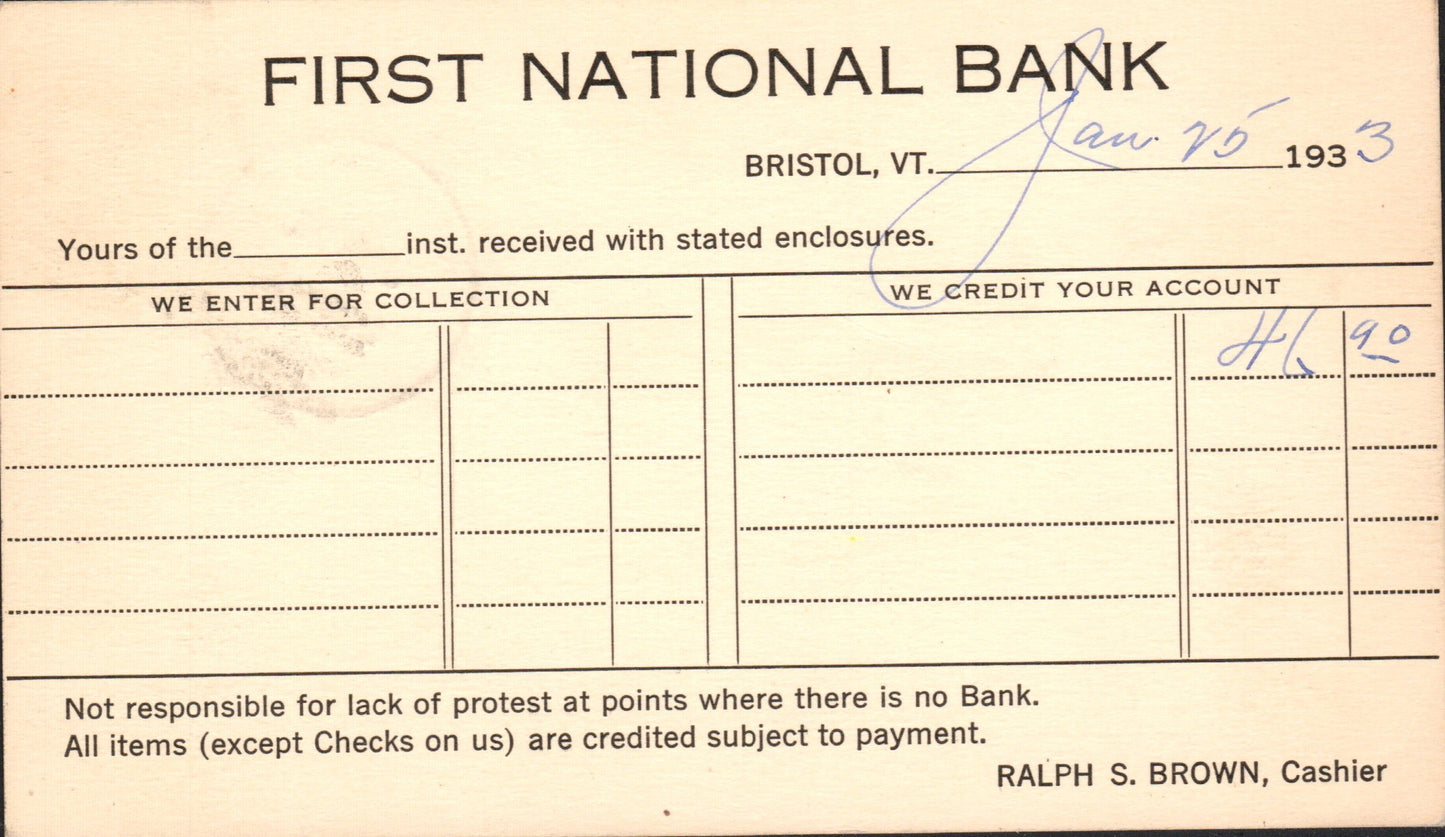 FIRST NATIONAL BANK
BRISTOL, VT. Jan. 25 1933
Yours of the inst. received with stated enclosures.
WE ENTER FOR COLLECTION
WE CREDIT YOUR ACCOUNT
90
Not responsible for lack of protest at points where there is no Bank.
All items (except Checks on us) are credited subject to payment.
RALPH S. BROWN, Cashier